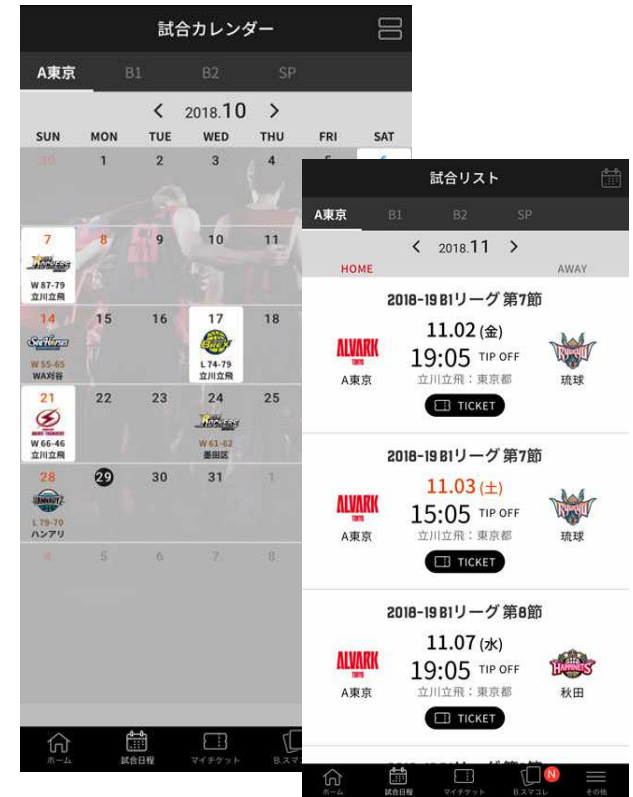 試合カレンダー
A東京 B1 B2 SP
2018.10
SUN MON TUE WED THU FRI SAT
30 1 2 3 4
7 8 9 10 11
W 87-79
立川立飛
14 15 16 17 18
W 55-65 L 74-79
WA刈谷 立川立飛
21 22 23 24 25
W 66-46 W 61-62
立川立飛 墨田区
28 29 30 31 1
L 79-70
ハンアリ
4 5 6 7 8
ホーム 試合日程 マイチケット B.スマコ
試合リスト
A東京 B1 B2 SP
2018.11
HOME AWAY
2018-19 B1リーグ 第7節
11.02 (金)
ALVARK
TOKYO
19:05 TIP OFF
A東京 立川立飛：東京都 琉球
TICKET
2018-19 B1リーグ 第7節
11.03 (土)
ALVARK
TOKYO
15:05 TIP OFF
A東京 立川立飛：東京都 琉球
TICKET
2018-19 B1リーグ 第8節
11.07 (水)
ALVARK
TOKYO
19:05 TIP OFF
HAPPINETS
A東京 立川立飛：東京都 秋田
TICKET
N
ホーム 試合日程 マイチケット B.スマコレ その他